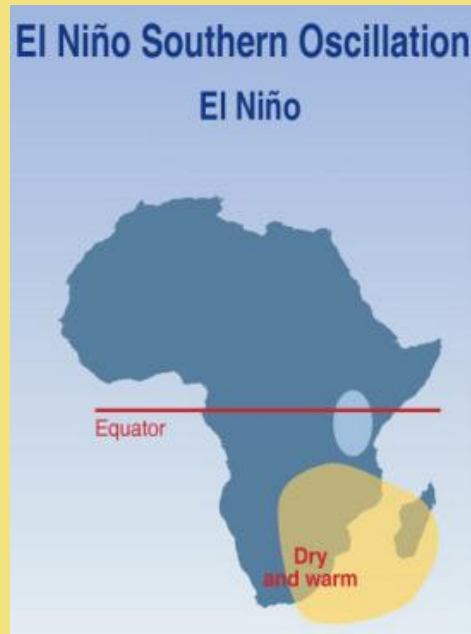 El Niño Southern Oscillation
El Niño
Equator
Dry
and warm